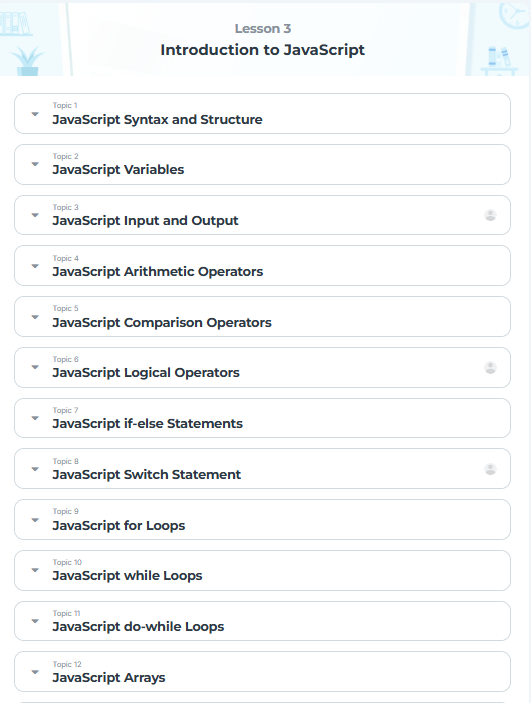 Lesson 3
Introduction to JavaScript
Topic 1
JavaScript Syntax and Structure
Topic 2
JavaScript Variables
Topic 3
JavaScript Input and Output
Topic 4
JavaScript Arithmetic Operators
Topic 5
JavaScript Comparison Operators
Topic 6
JavaScript Logical Operators
Topic 7
JavaScript if-else Statements
Topic 8
JavaScript Switch Statement
Topic 9
JavaScript for Loops
Topic 10
JavaScript while Loops
Topic 11
JavaScript do-while Loops
Topic 12
JavaScript Arrays